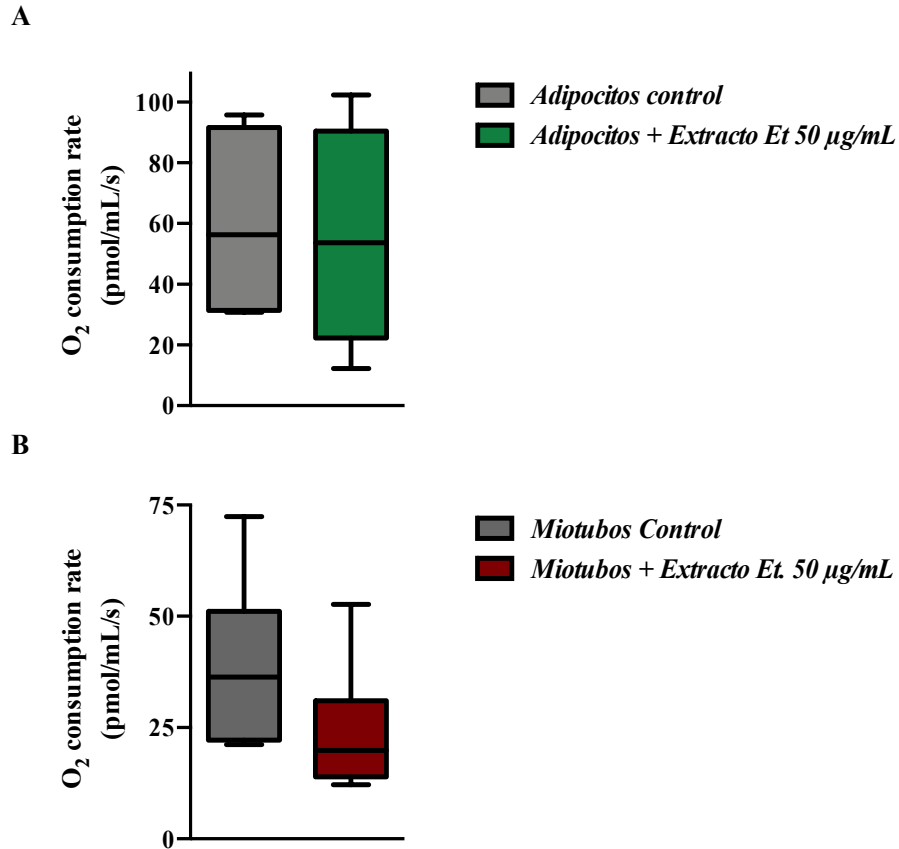 A
O₂ consumption rate
(pmol/mL/s)
100
80
60
40
20
0
Adipocitos control
Adipocitos + Extracto Et 50 µg/mL
B
O₂ consumption rate
(pmol/mL/s)
75
50
25
0
Miotubos Control
Miotubos + Extracto Et. 50 µg/mL